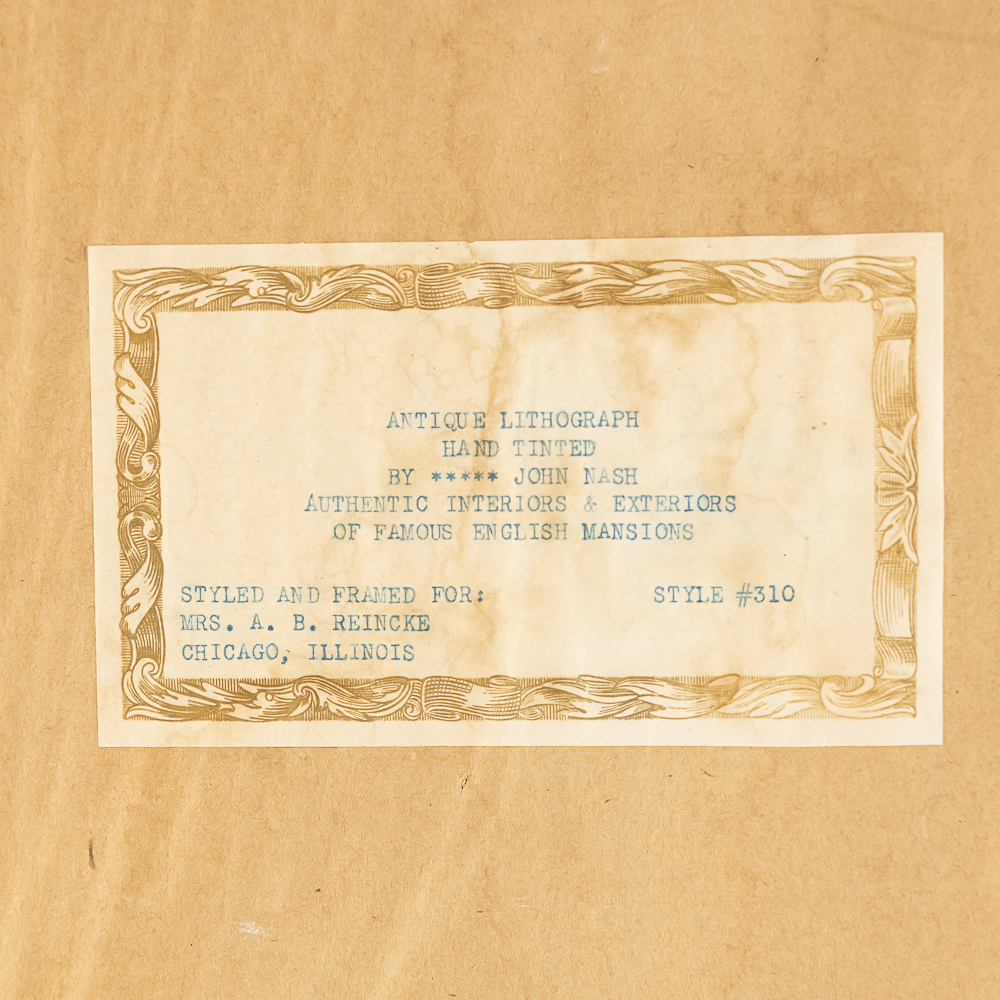 ANTIQUE LITHOGRAPH
HAND TINTED
BY ***** JOHN NASH
AUTHENTIC INTERIORS & EXTERIORS
OF FAMOUS ENGLISH MANSIONS
STYLED AND FRAMED FOR: STYLE #310
MRS. A. B. REINCKE
CHICAGO, ILLINOIS